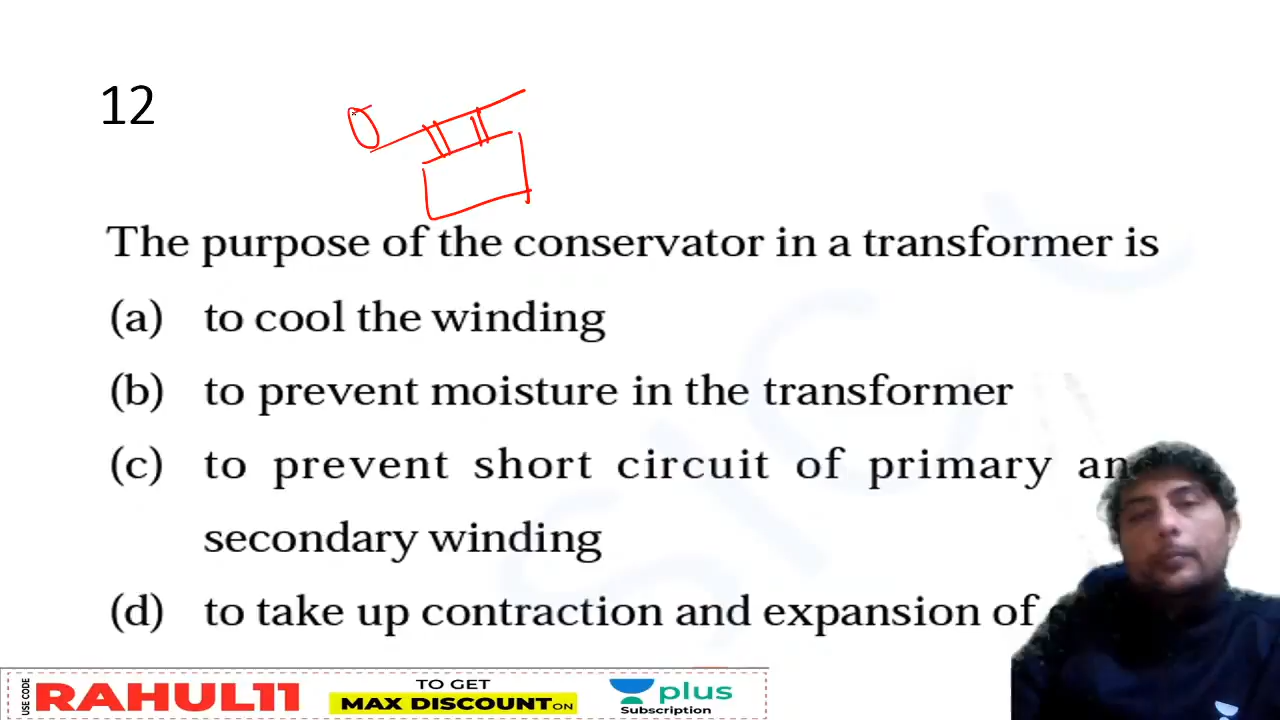 12
The purpose of the conservator in a transformer is
(a) to cool the winding
(b) to prevent moisture in the transformer
(c) to prevent short circuit of primary
secondary winding
(d) to take up contraction and expansion of
USE CODE
RAHUL11
TO GET
MAX DISCOUNT ON
plus
Subscription